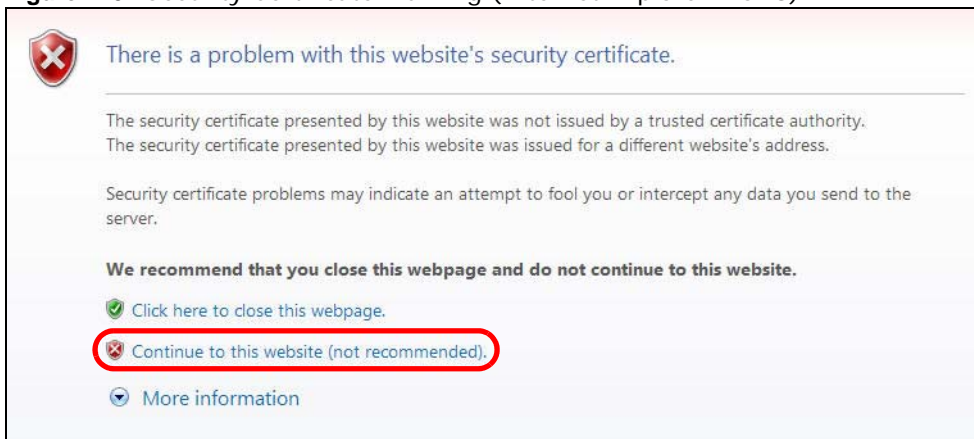 There is a problem with this website's security certificate.
The security certificate presented by this website was not issued by a trusted certificate authority.
The security certificate presented by this website was issued for a different website's address.
Security certificate problems may indicate an attempt to fool you or intercept any data you send to the
server.
We recommend that you close this webpage and do not continue to this website.
Click here to close this webpage.
Continue to this website (not recommended).
More information